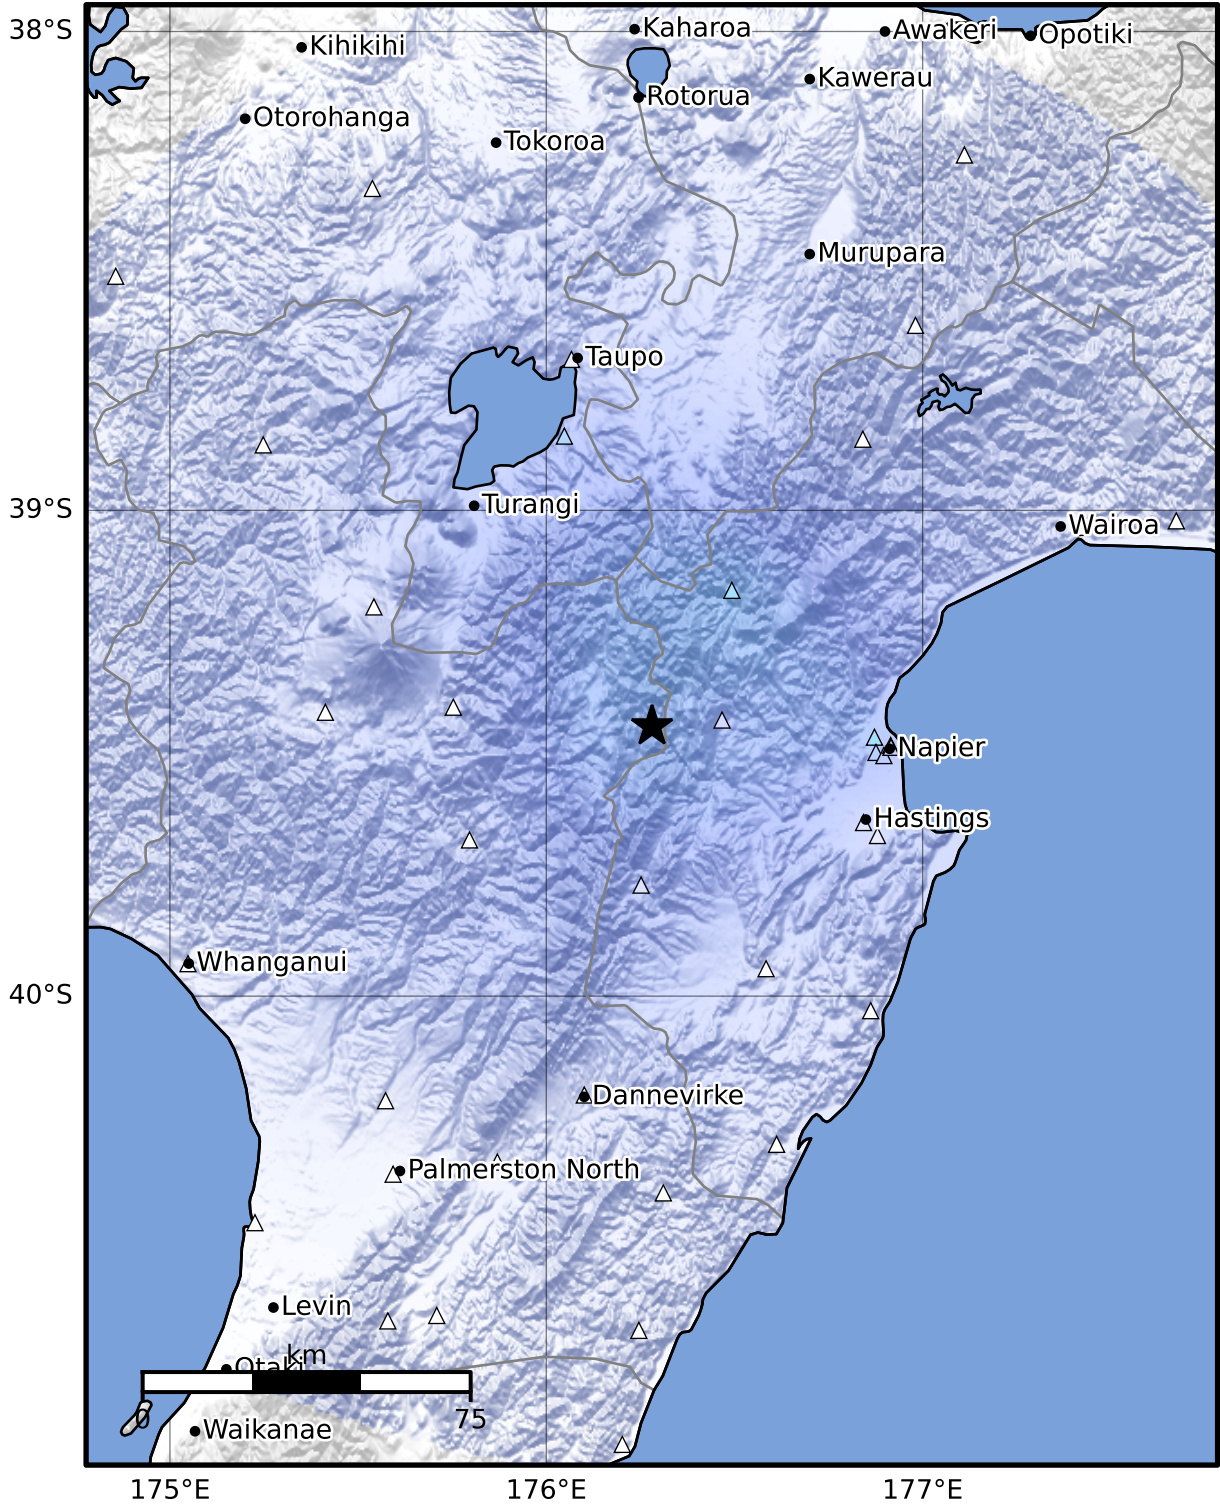 38°S
Kaharoa
Awakeri
Opotiki
Kihikihi
Kawerau
Rotorua
Otorohanga
Tokoroa
Murupara
Taupo
39°S
Turangi
Wairoa
Napier
Hastings
Whanganui
40°S
Dannevirke
Palmerston North
Levin
km
Otaki
0
75
Waikanae
175°E
176°E
177°E